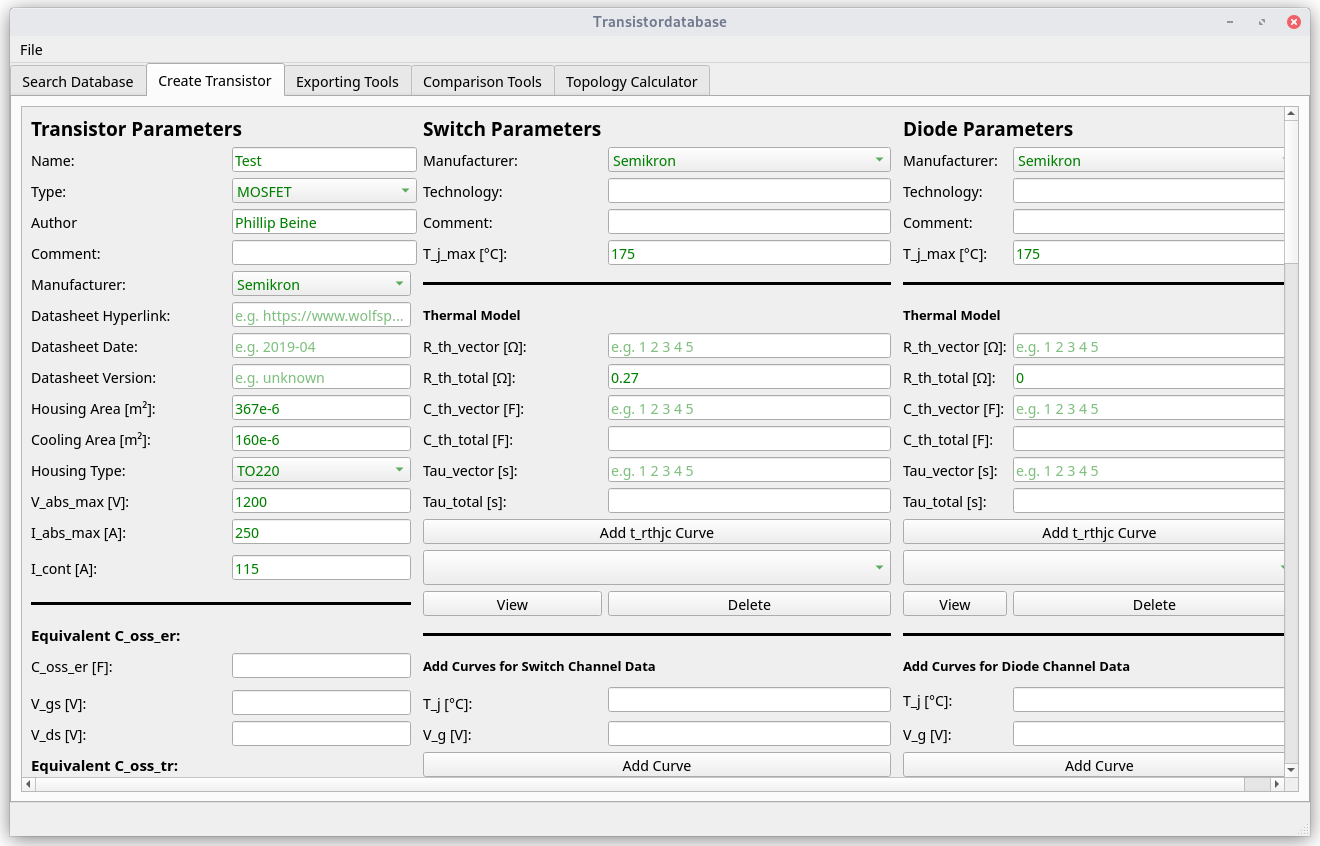 Transistordatabase
File
Search Database Create Transistor Exporting Tools Comparison Tools Topology Calculator
Transistor Parameters
Name: Test
Type: MOSFET
Author Phillip Beine
Comment:
Manufacturer: Semikron
Datasheet Hyperlink: e.g. https://www.wolfsp...
Datasheet Date: e.g. 2019-04
Datasheet Version: e.g. unknown
Housing Area [m²]: 367e-6
Cooling Area [m²]: 160e-6
Housing Type: TO220
V_abs_max [V]: 1200
I_abs_max [A]: 250
I_cont [A]: 115
Equivalent C_oss_er:
C_oss_er [F]:
V_gs [V]:
V_ds [V]:
Equivalent C_oss_tr:
Switch Parameters
Manufacturer: Semikron
Technology:
Comment:
T_j_max [°C]: 175
Thermal Model
R_th_vector [Ω]: e.g. 1 2 3 4 5
R_th_total [Ω]: 0.27
C_th_vector [F]: e.g. 1 2 3 4 5
C_th_total [F]:
Tau_vector [s]: e.g. 1 2 3 4 5
Tau_total [s]:
Add t_rthjc Curve
View Delete
Add Curves for Switch Channel Data
T_j [°C]:
V_g [V]:
Add Curve
Diode Parameters
Manufacturer: Semikron
Technology:
Comment:
T_j_max [°C]: 175
Thermal Model
R_th_vector [Ω]: e.g. 1 2 3 4 5
R_th_total [Ω]: 0
C_th_vector [F]: e.g. 1 2 3 4 5
C_th_total [F]:
Tau_vector [s]: e.g. 1 2 3 4 5
Tau_total [s]:
Add t_rthjc Curve
View Delete
Add Curves for Diode Channel Data
T_j [°C]:
V_g [V]:
Add Curve